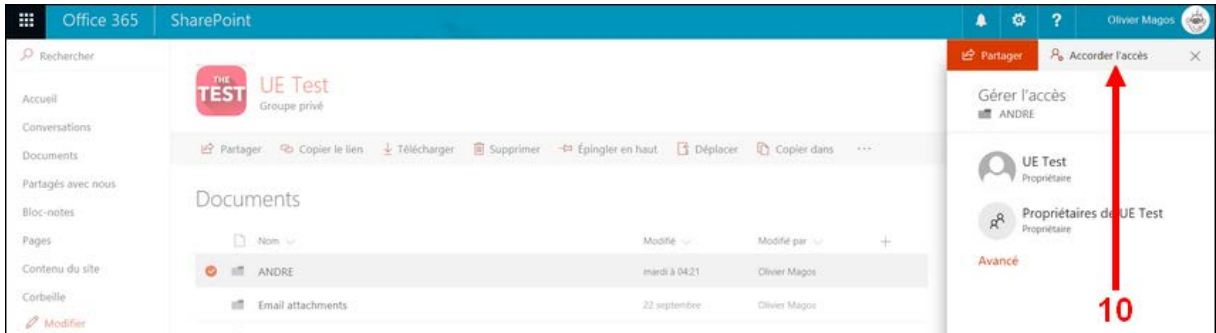 Office 365 SharePoint ? Olivier Magos
Rechercher
Accueil
Conversations
Documents
Partagés avec nous
Bloc-notes
Pages
Contenu du site
Corbeille
Modifier
THE
TEST
UE Test
Groupe privé
Partager Copier le lien Télécharger Supprimer Épingler en haut Déplacer Copier dans ...
Documents
Nom Modifié Modifié par +
ANDRE mardi à 04:21 Olivier Magos
Email attachments 22 septembre Olivier Magos
Partager Accorder l'accès
Gérer l'accès
ANDRE
UE Test
Propriétaire
Propriétaires de UE Test
Propriétaire
Avancé
10